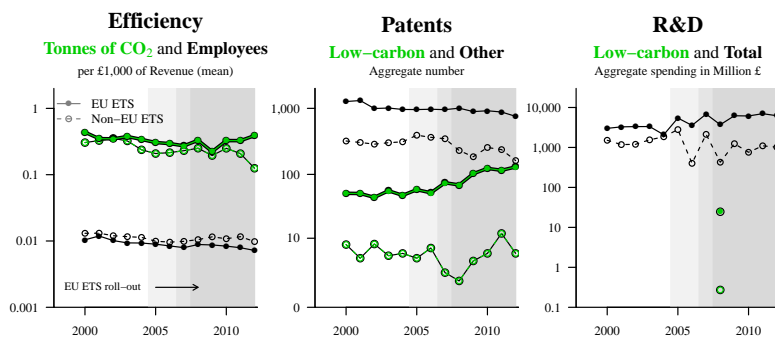 Efficiency
Tonnes of CO₂ and Employees
per £1,000 of Revenue (mean)
1
0.1
0.01
0.001
EU ETS
Non−EU ETS
EU ETS roll−out
2000
2005
2010
Patents
Low−carbon and Other
Aggregate number
1,000
100
10
0
2000
2005
2010
R&D
Low−carbon and Total
Aggregate spending in Million £
10,000
1,000
100
10
1
0.1
2000
2005
2010